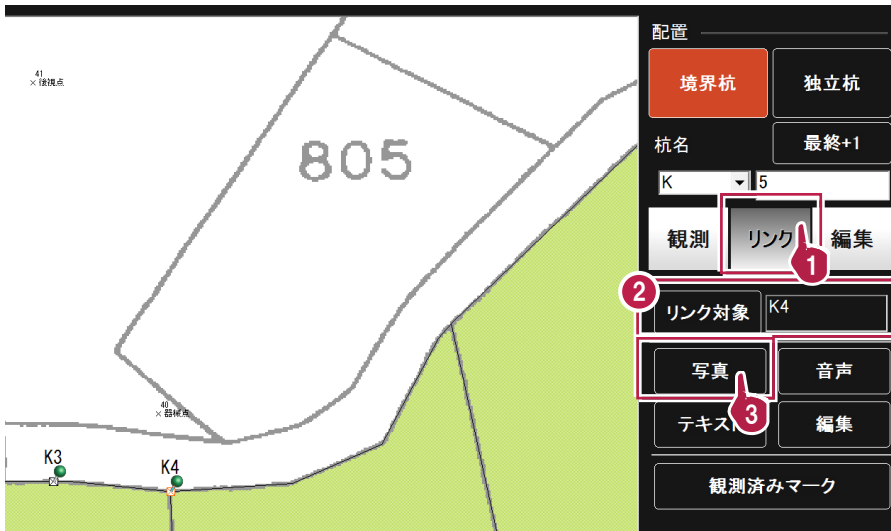 41
×後視点
805
40
×器械点
K3
K4
配置
境界杭
独立杭
杭名
最終+1
K
5
観測
リンク
編集
1
2
リンク対象
K4
写真
音声
3
テキスト
編集
観測済みマーク